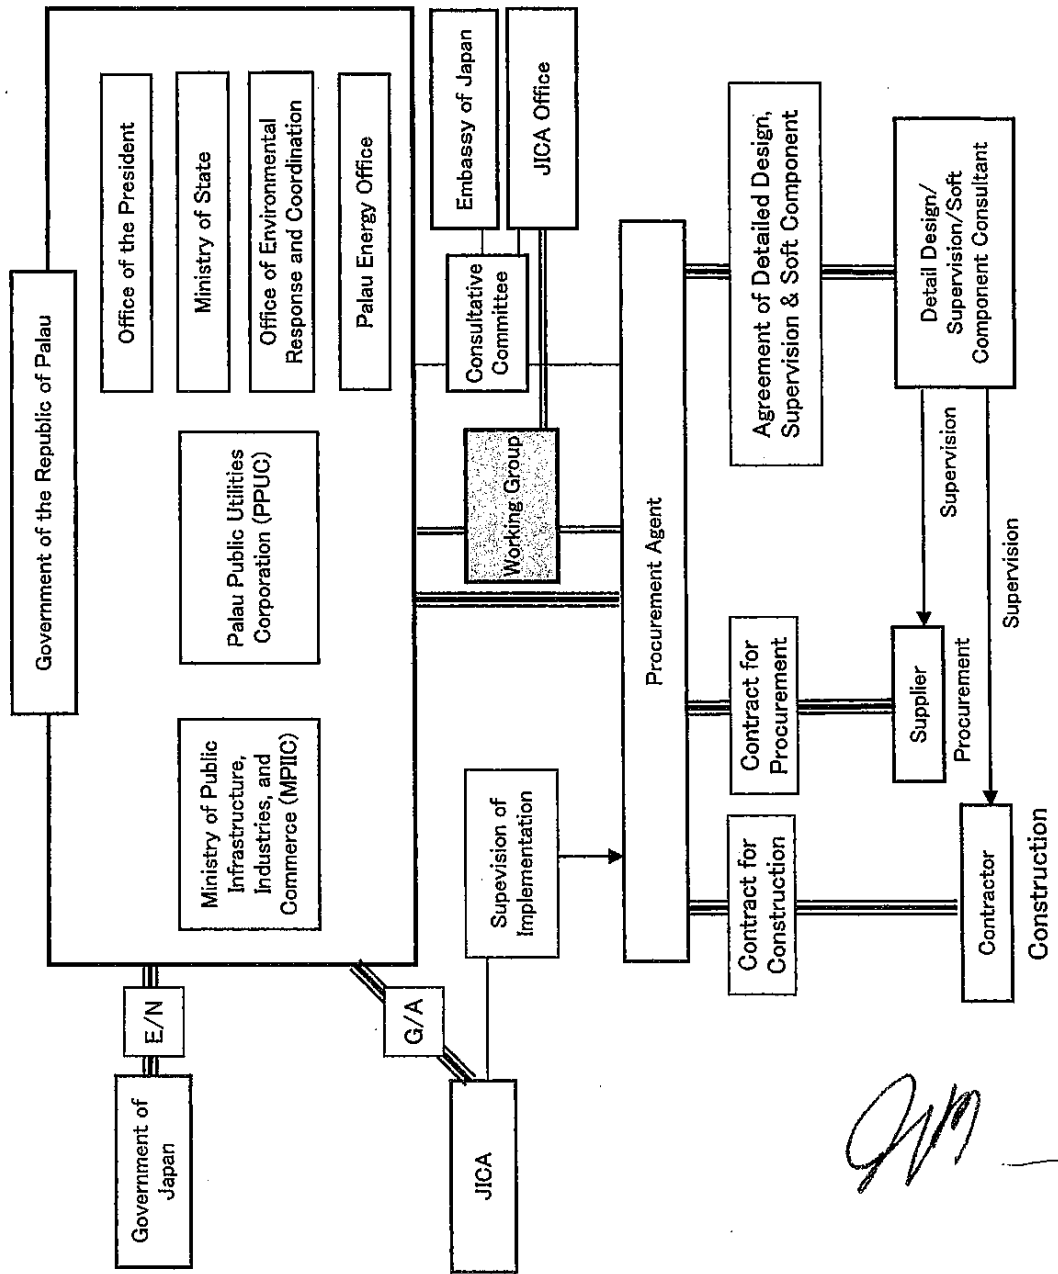 Government of the Republic of Palau
Office of the President
Ministry of State
Office of Environmental
Response and Coordination
Palau Energy Office
Palau Public Utilities
Corporation (PPUC)
Ministry of Public
Infrastructure,
Industries, and
Commerce (MPIIC)
E/N
Government of
Japan
G/A
JICA
Embassy of Japan
JICA Office
Consultative
Committee
Working Group
Supevision of
Implementation
Procurement Agent
Agreement of Detailed Design,
Supervision & Soft Component
Contract for
Procurement
Contract for
Construction
Detail Design/
Supervision/Soft
Component Consultant
Supervision
Supervision
Supplier
Procurement
Contractor
Construction